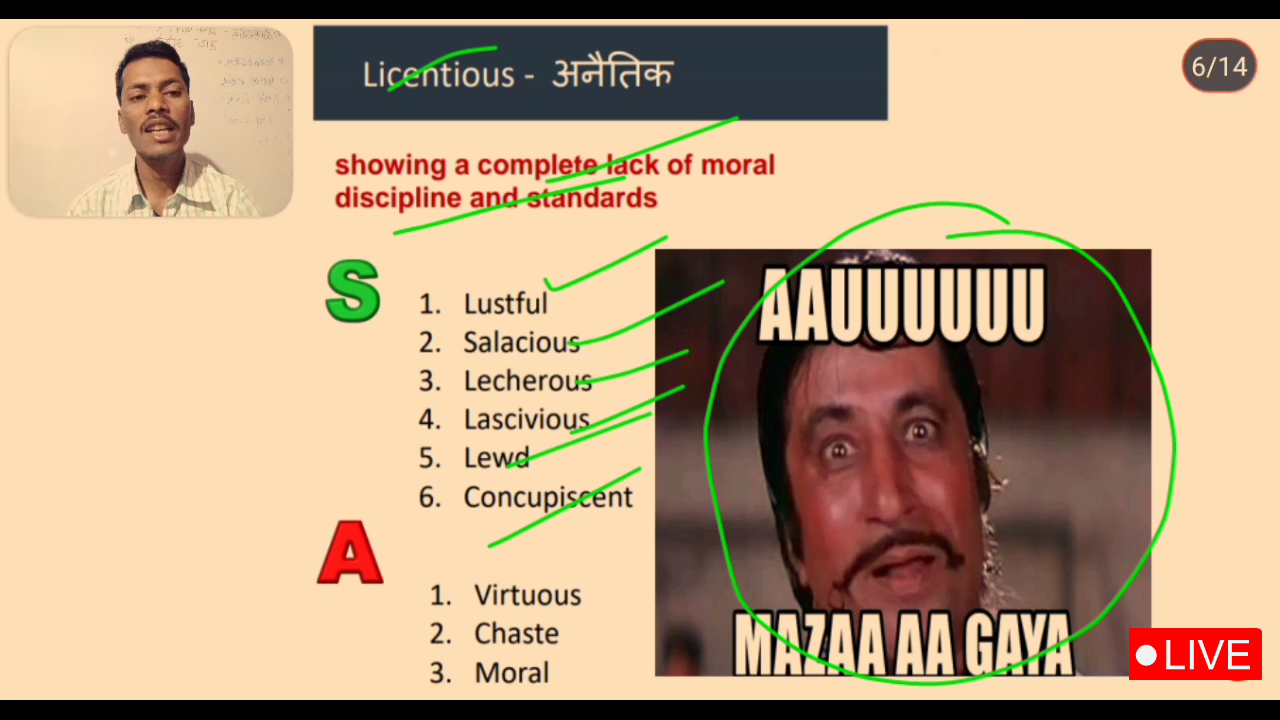 Licentious - अनैतिक
6/14
showing a complete lack of moral
discipline and standards
S
1. Lustful
2. Salacious
3. Lecherous
4. Lascivious
5. Lewd
6. Concupiscent
A
1. Virtuous
2. Chaste
3. Moral
AAUUUUUU
MAZAA AA GAYA
LIVE